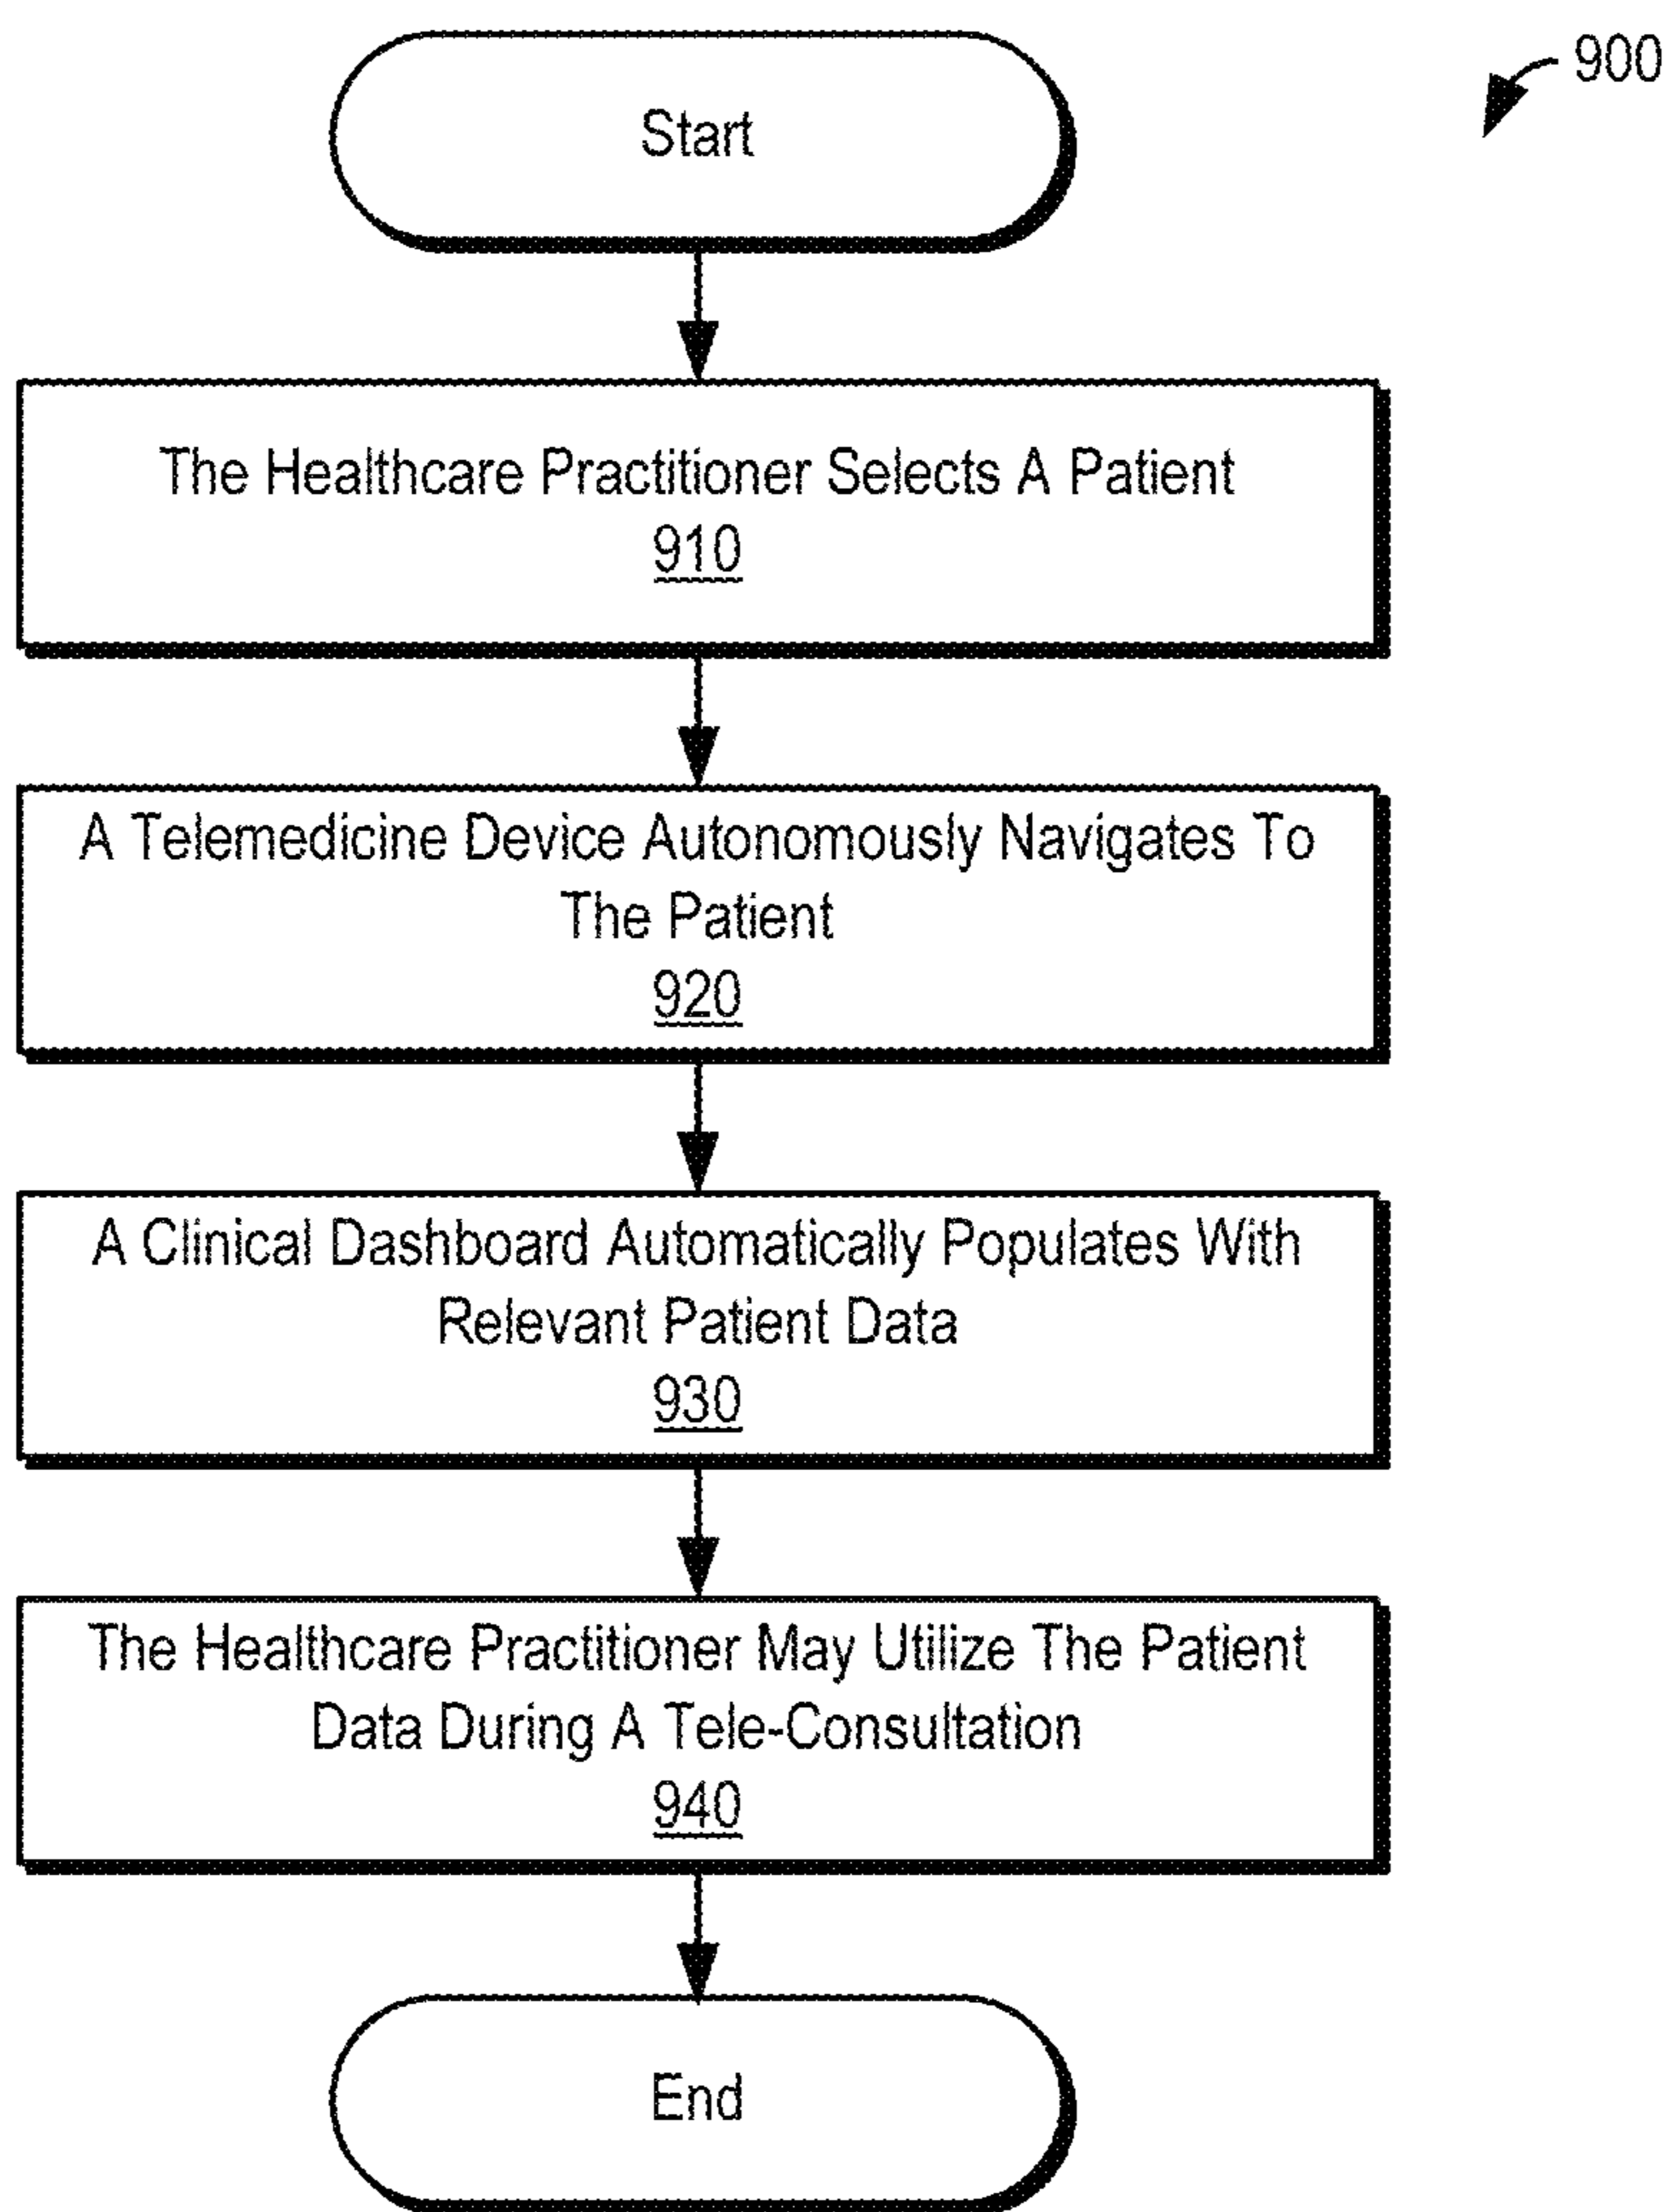 900
Start
The Healthcare Practitioner Selects A Patient
910
A Telemedicine Device Autonomously Navigates To
The Patient
920
A Clinical Dashboard Automatically Populates With
Relevant Patient Data
930
The Healthcare Practitioner May Utilize The Patient
Data During A Tele-Consultation
940
End